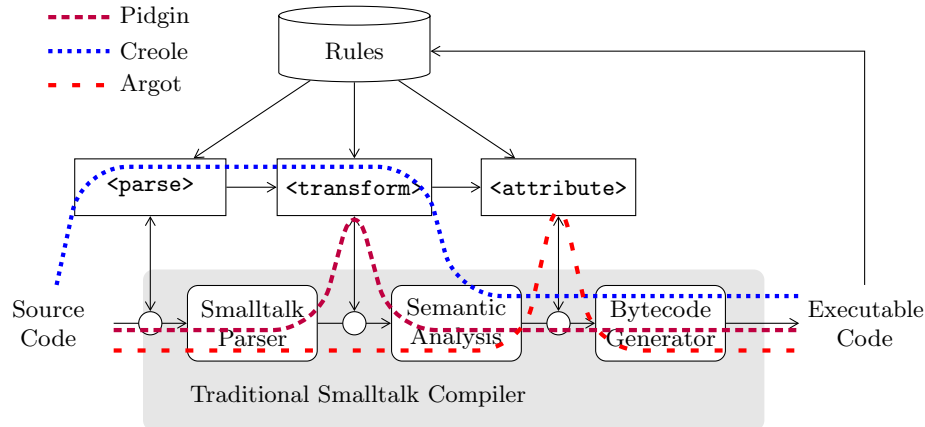 Pidgin
Creole
Argot
Rules
<parse>
<transform>
<attribute>
Source
Code
Smalltalk
Parser
Semantic
Analysis
Bytecode
Generator
Executable
Code
Traditional Smalltalk Compiler